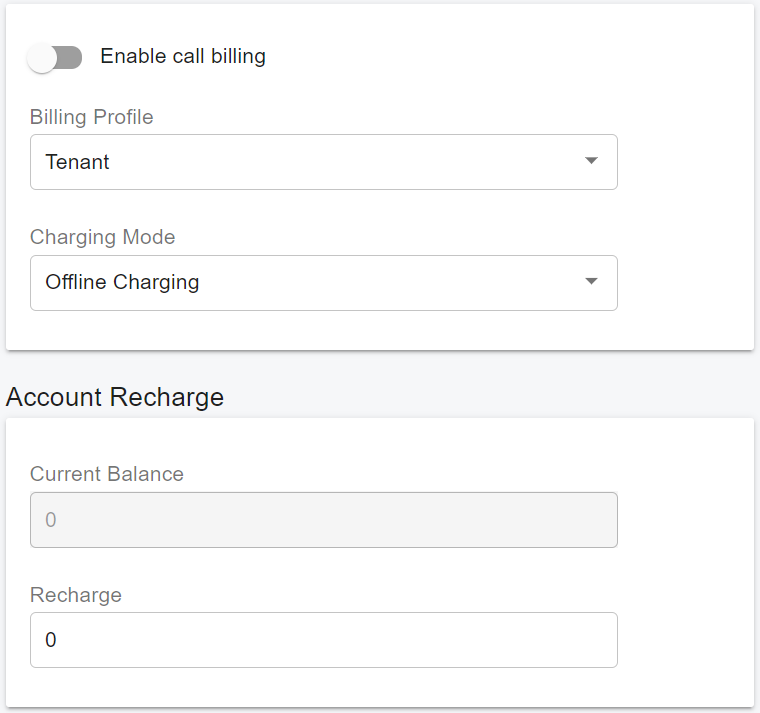 Enable call billing
Billing Profile
Tenant
Charging Mode
Offline Charging
Account Recharge
Current Balance
0
Recharge
0